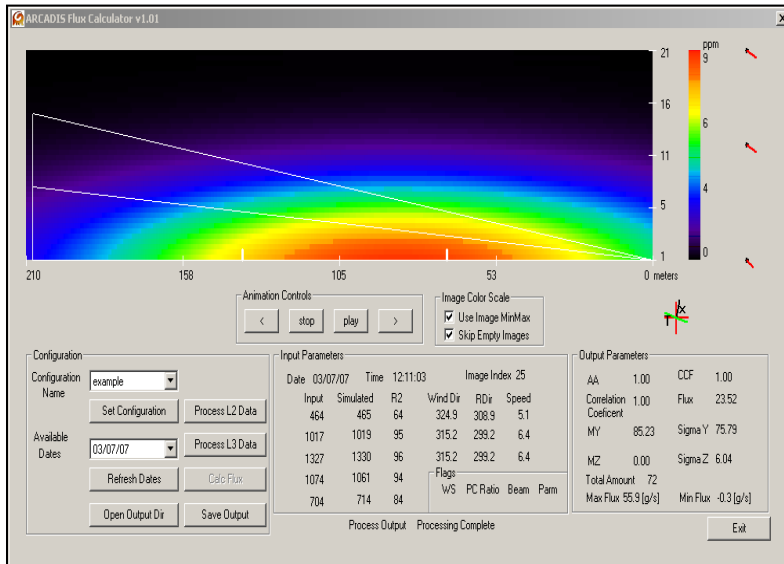 ARCADIS Flux Calculator v1.01
X
21
16
11
5
1
ppm
9
6
4
0
210
158
105
53
0 meters
Animation Controls
<
stop
play
>
Image Color Scale
Use Image MinMax
Skip Empty Images
X
Configuration
Configuration Name
example
Set Configuration
Process L2 Data
Available Dates
03/07/07
Process L3 Data
Refresh Dates
Calc Flux
Open Output Dir
Save Output
Input Parameters
Date 03/07/07 Time 12:11:03 Image Index 25
Input Simulated R2 Wind Dir RDir Speed
464 465 64 324.9 308.9 5.1
1017 1019 95 315.2 299.2 6.4
1327 1330 96 315.2 299.2 6.4
1074 1061 94
704 714 84
Flags
WS PC Ratio Beam Parm
Process Output Processing Complete
Output Parameters
AA 1.00 CCF 1.00
Correlation Coeficent 1.00 Flux 23.52
MY 85.23 Sigma Y 75.79
MZ 0.00 Sigma Z 6.04
Total Amount 72
Max Flux 55.9 [g/s] Min Flux -0.3 [g/s]
Exit